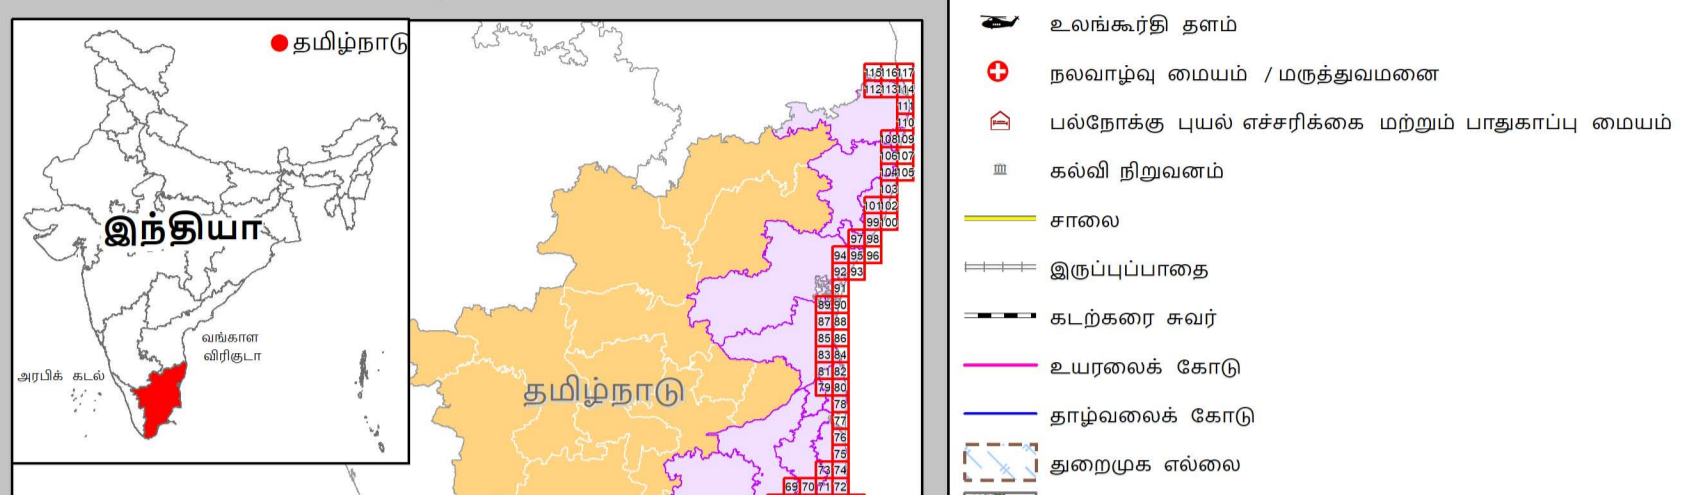 தமிழ்நாடு
இந்தியா
வங்காள
விரிகுடா
அரபிக் கடல்
தமிழ்நாடு
115 116 117
112 113 114
111
110
108 109
106 107
104 105
103
101 102
99 100
97 98
94 95 96
92 93
91
89 90
87 88
85 86
83 84
81 82
79 80
78
77
76
75
73 74
69 70 71 72
உலங்கூர்தி தளம்
நலவாழ்வு மையம் / மருத்துவமனை
பல்நோக்கு புயல் எச்சரிக்கை மற்றும் பாதுகாப்பு மையம்
கல்வி நிறுவனம்
சாலை
இருப்புப்பாதை
கடற்கரை சுவர்
உயரலைக் கோடு
தாழ்வலைக் கோடு
துறைமுக எல்லை